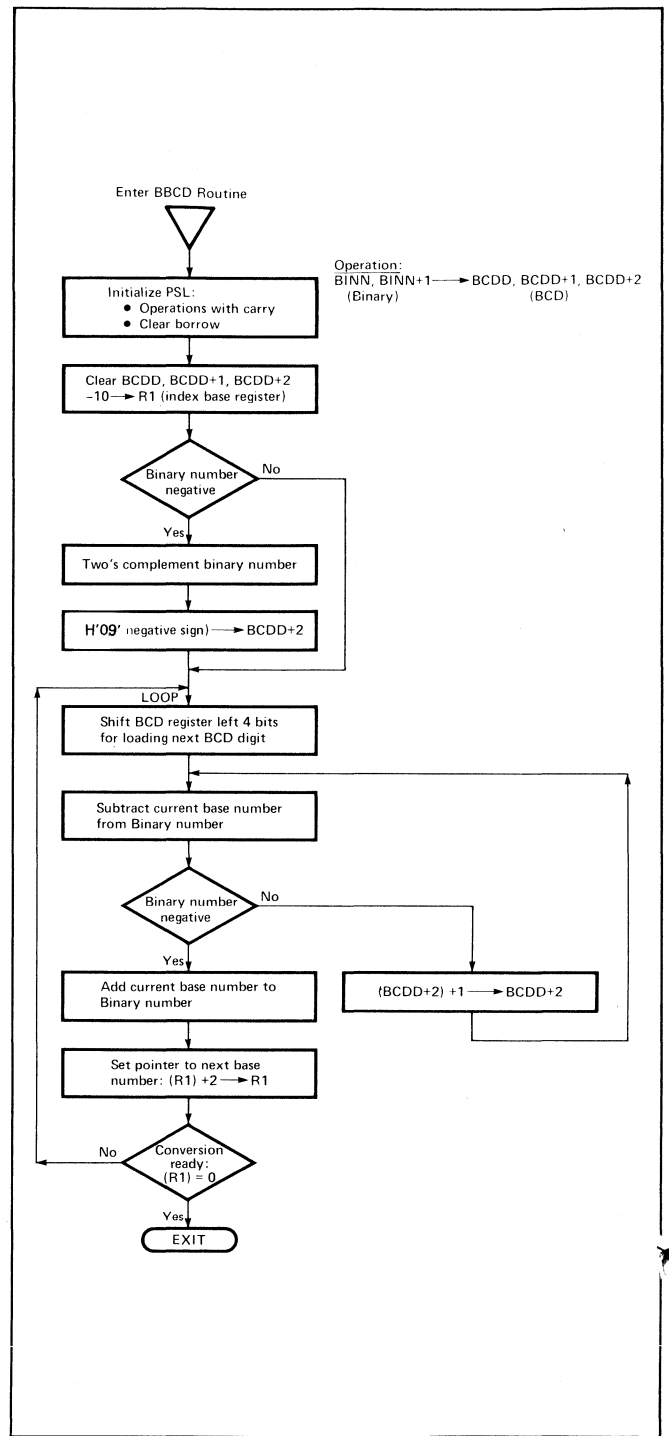 Enter BBCD Routine
Operation:
BINN, BINN+1 → BCDD, BCDD+1, BCDD+2
(Binary) (BCD)
Initialize PSL:
● Operations with carry
● Clear borrow
Clear BCDD, BCDD+1, BCDD+2
-10 → R1 (index base register)
Binary number
negative
No
Yes
Two's complement binary number
H'09' negative sign) → BCDD+2
LOOP
Shift BCD register left 4 bits
for loading next BCD digit
Subtract current base number
from Binary number
Binary number
negative
No
Yes
Add current base number to
Binary number
(BCDD+2) +1 → BCDD+2
Set pointer to next base
number: (R1) +2 → R1
No
Conversion
ready:
(R1) = 0
Yes
EXIT